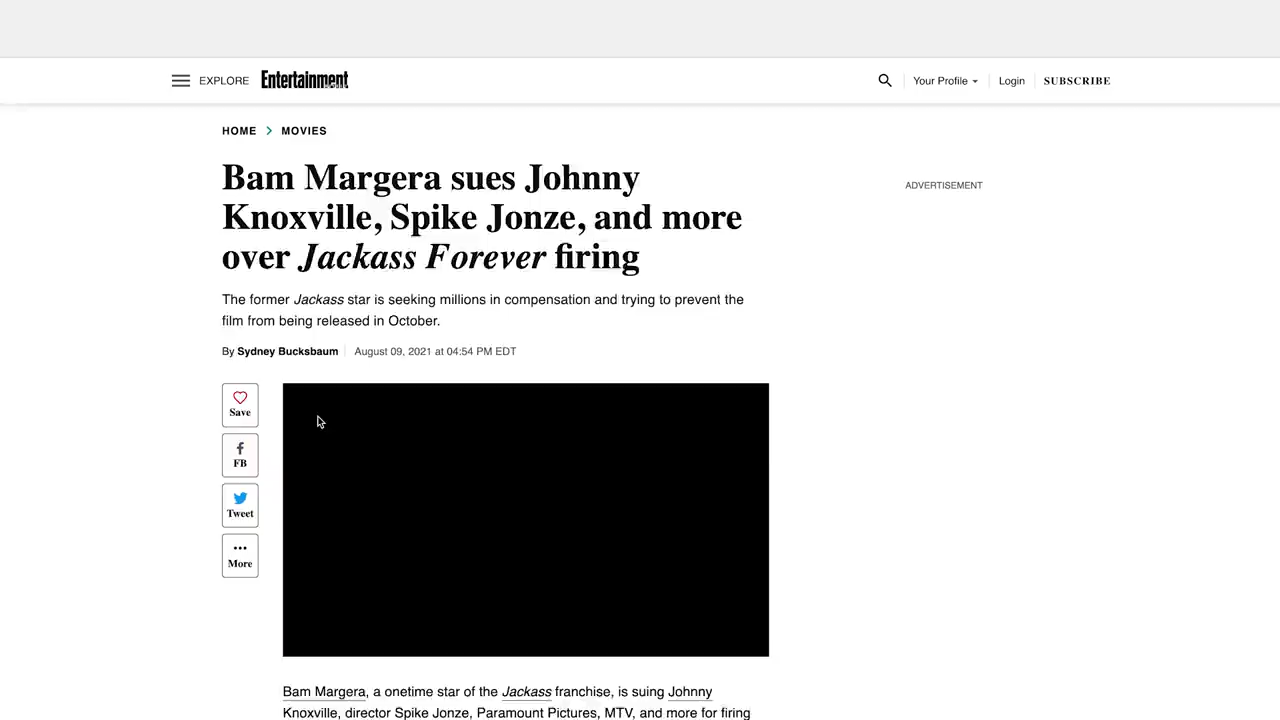 EXPLORE Entertainment Your Profile Login SUBSCRIBE
HOME MOVIES
Bam Margera sues Johnny
Knoxville, Spike Jonze, and more
over Jackass Forever firing
ADVERTISEMENT
The former Jackass star is seeking millions in compensation and trying to prevent the
film from being released in October.
By Sydney Bucksbaum August 09, 2021 at 04:54 PM EDT
Save
FB
Tweet
More
Bam Margera, a onetime star of the Jackass franchise, is suing Johnny
Knoxville, director Spike Jonze, Paramount Pictures, MTV, and more for firing